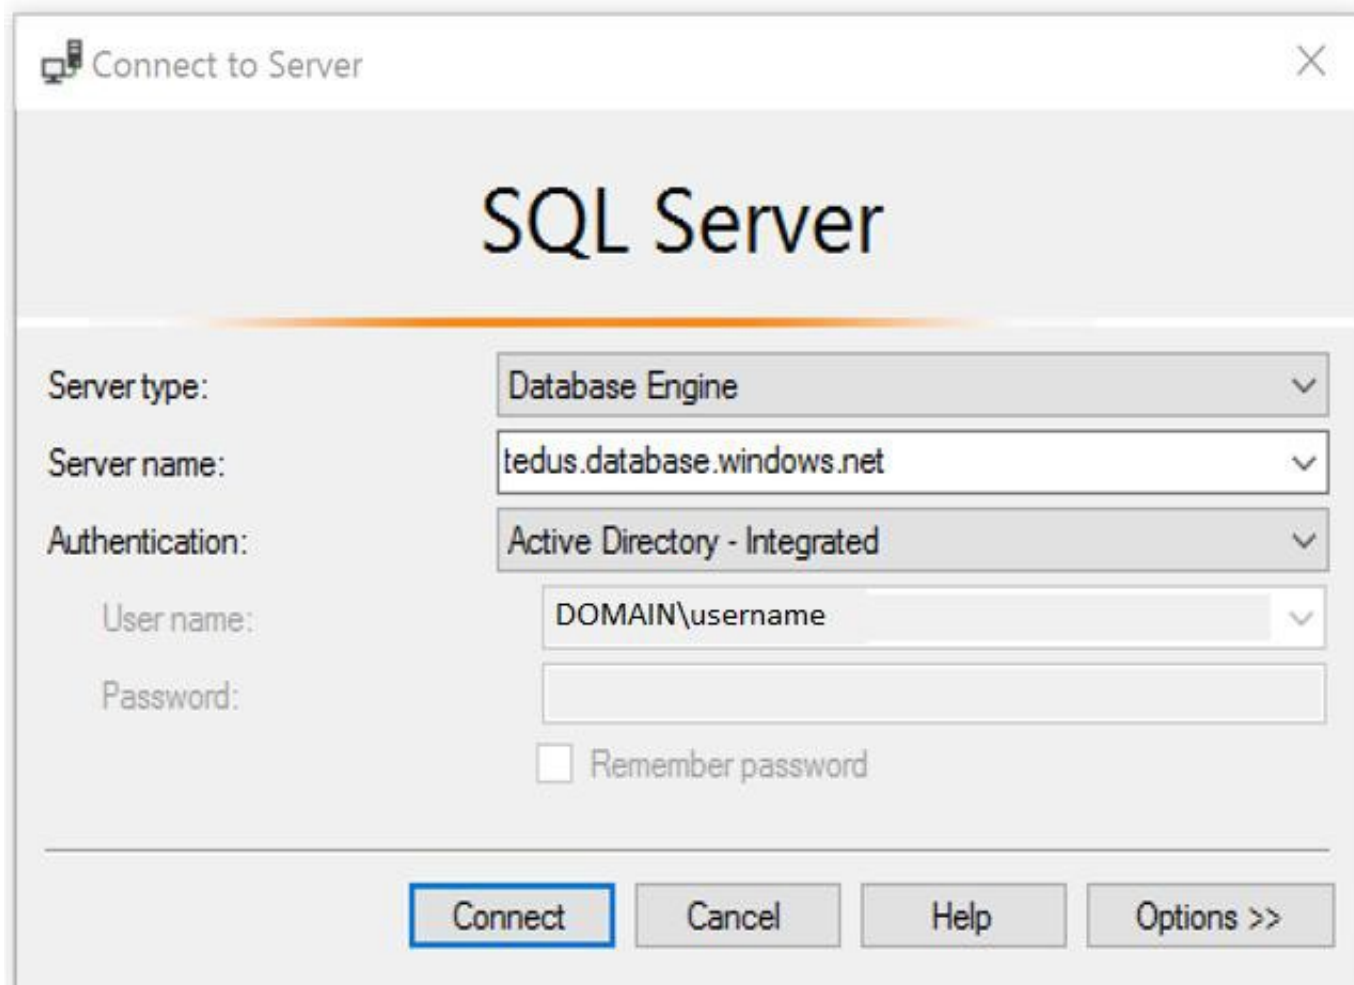 Connect to Server
SQL Server
Server type: Database Engine
Server name: tedus.database.windows.net
Authentication: Active Directory - Integrated
User name: DOMAIN\username
Password:
Remember password
Connect Cancel Help Options >>